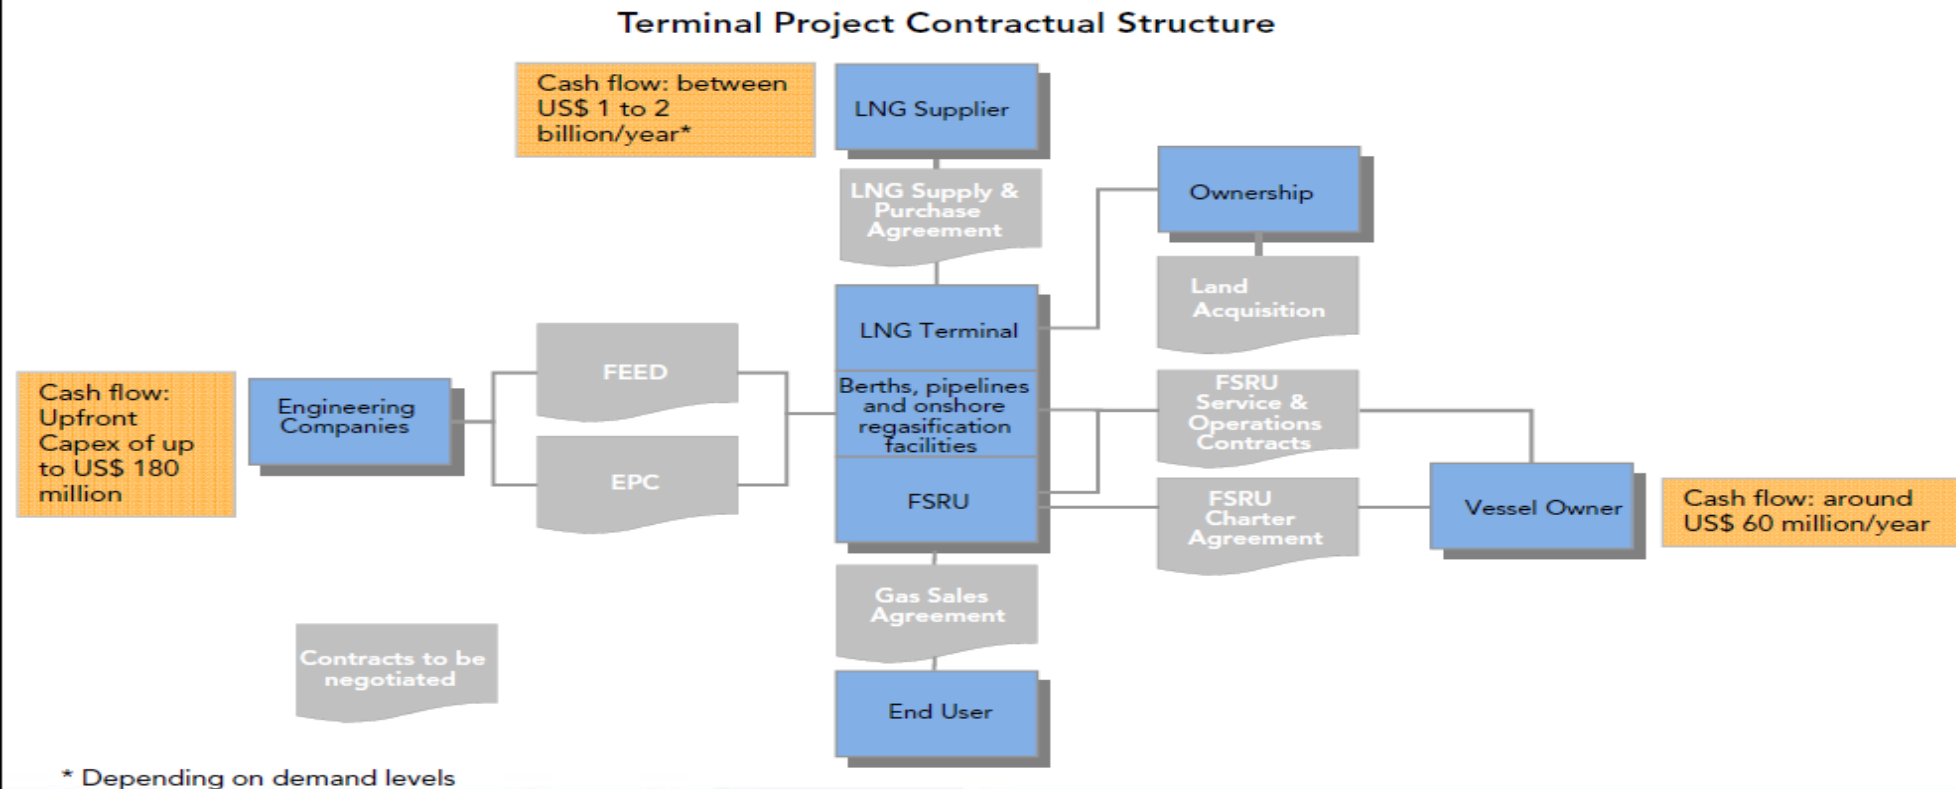 Terminal Project Contractual Structure
Cash flow: between
US$ 1 to 2
billion/year*
LNG Supplier
LNG Supply &
Purchase
Agreement
Ownership
Land
Acquisition
LNG Terminal
Berths, pipelines
and onshore
regasification
facilities
FSRU
FEED
EPC
Engineering
Companies
Cash flow:
Upfront
Capex of up
to US$ 180
million
FSRU
Service &
Operations
Contracts
FSRU
Charter
Agreement
Vessel Owner
Cash flow: around
US$ 60 million/year
Gas Sales
Agreement
End User
Contracts to be
negotiated
* Depending on demand levels